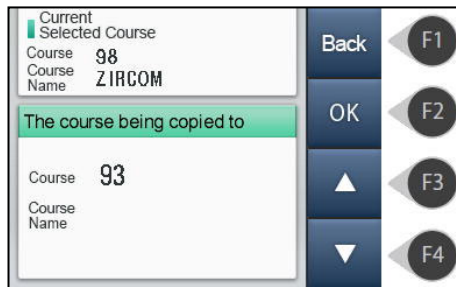 Current
Selected Course
Course 98
Course Name ZIRCOM
The course being copied to
Course 93
Course Name
Back
OK
F1
F2
F3
F4